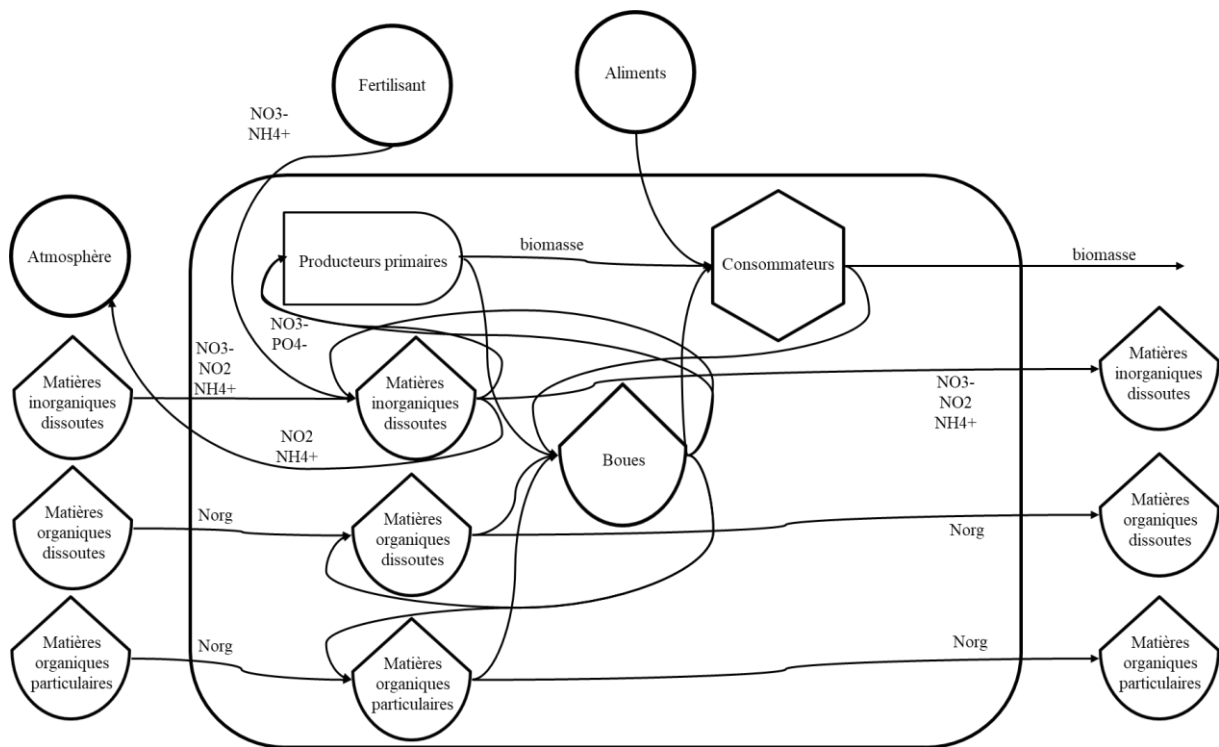 Fertilisant
Aliments
NO3-
NH4+
Atmosphère
Producteurs primaires
biomasse
Consommateurs
biomasse
NO3-
PO4-
NO3-
NO2
NH4+
Matières
inorganiques
dissoutes
Matières
inorganiques
dissoutes
NO3-
NO2
NH4+
Matières
inorganiques
dissoutes
NO2
NH4+
Boues
Matières
organiques
dissoutes
Norg
Matières
organiques
dissoutes
Norg
Matières
organiques
dissoutes
Matières
organiques
particulaires
Norg
Matières
organiques
particulaires
Norg
Matières
organiques
particulaires